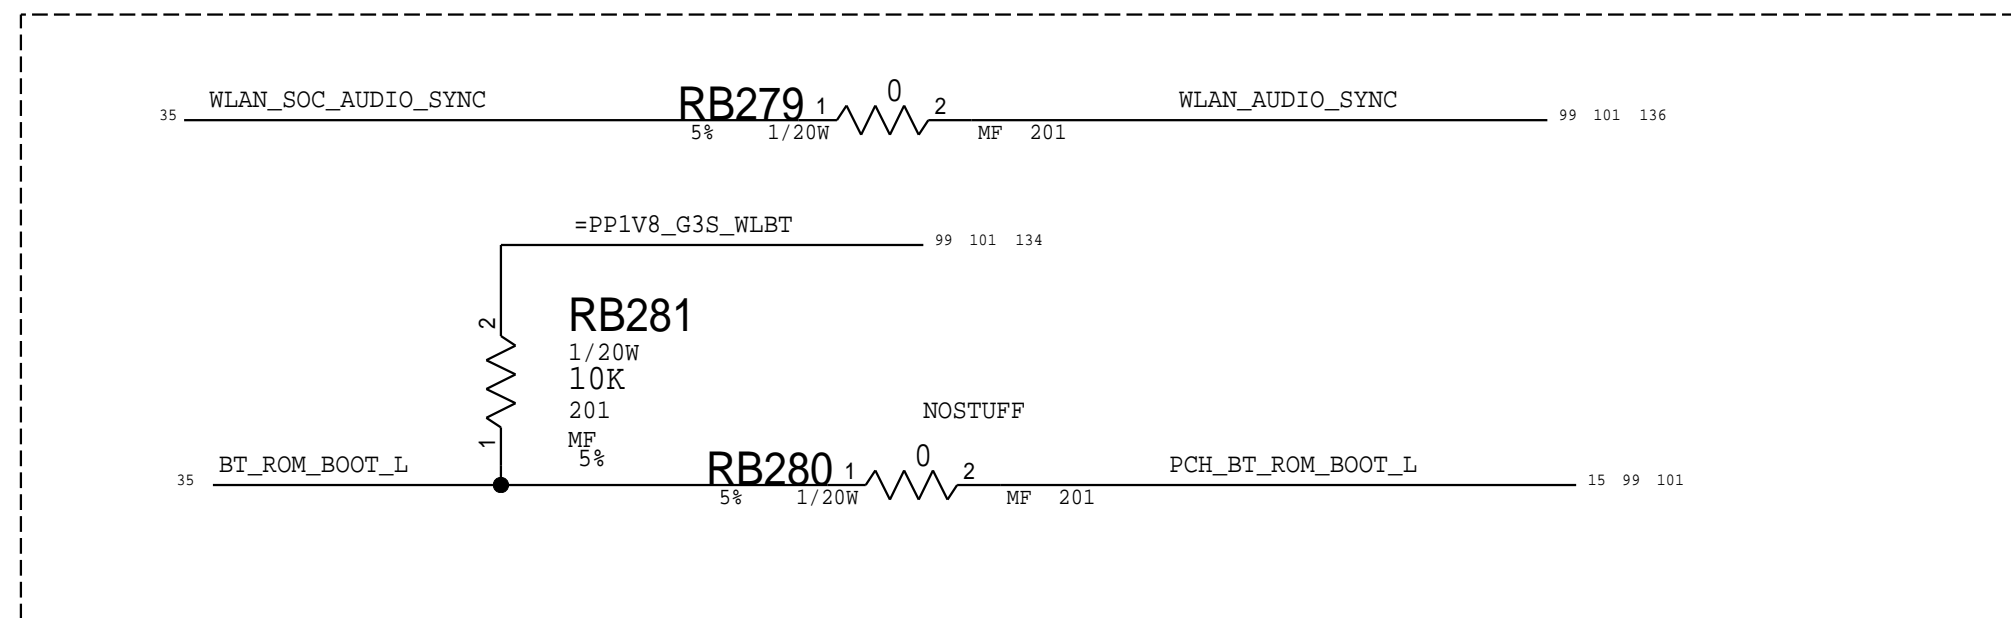 35 WLAN_SOC_AUDIO_SYNC RB279 1 0 2 WLAN_AUDIO_SYNC 99 101 136
5% 1/20W MF 201
=PP1V8_G3S_WLBT 99 101 134
2
RB281
1/20W
10K
201
MF
5%
1
NOSTUFF
35 BT_ROM_BOOT_L RB280 1 0 2 PCH_BT_ROM_BOOT_L 15 99 101
5% 1/20W MF 201